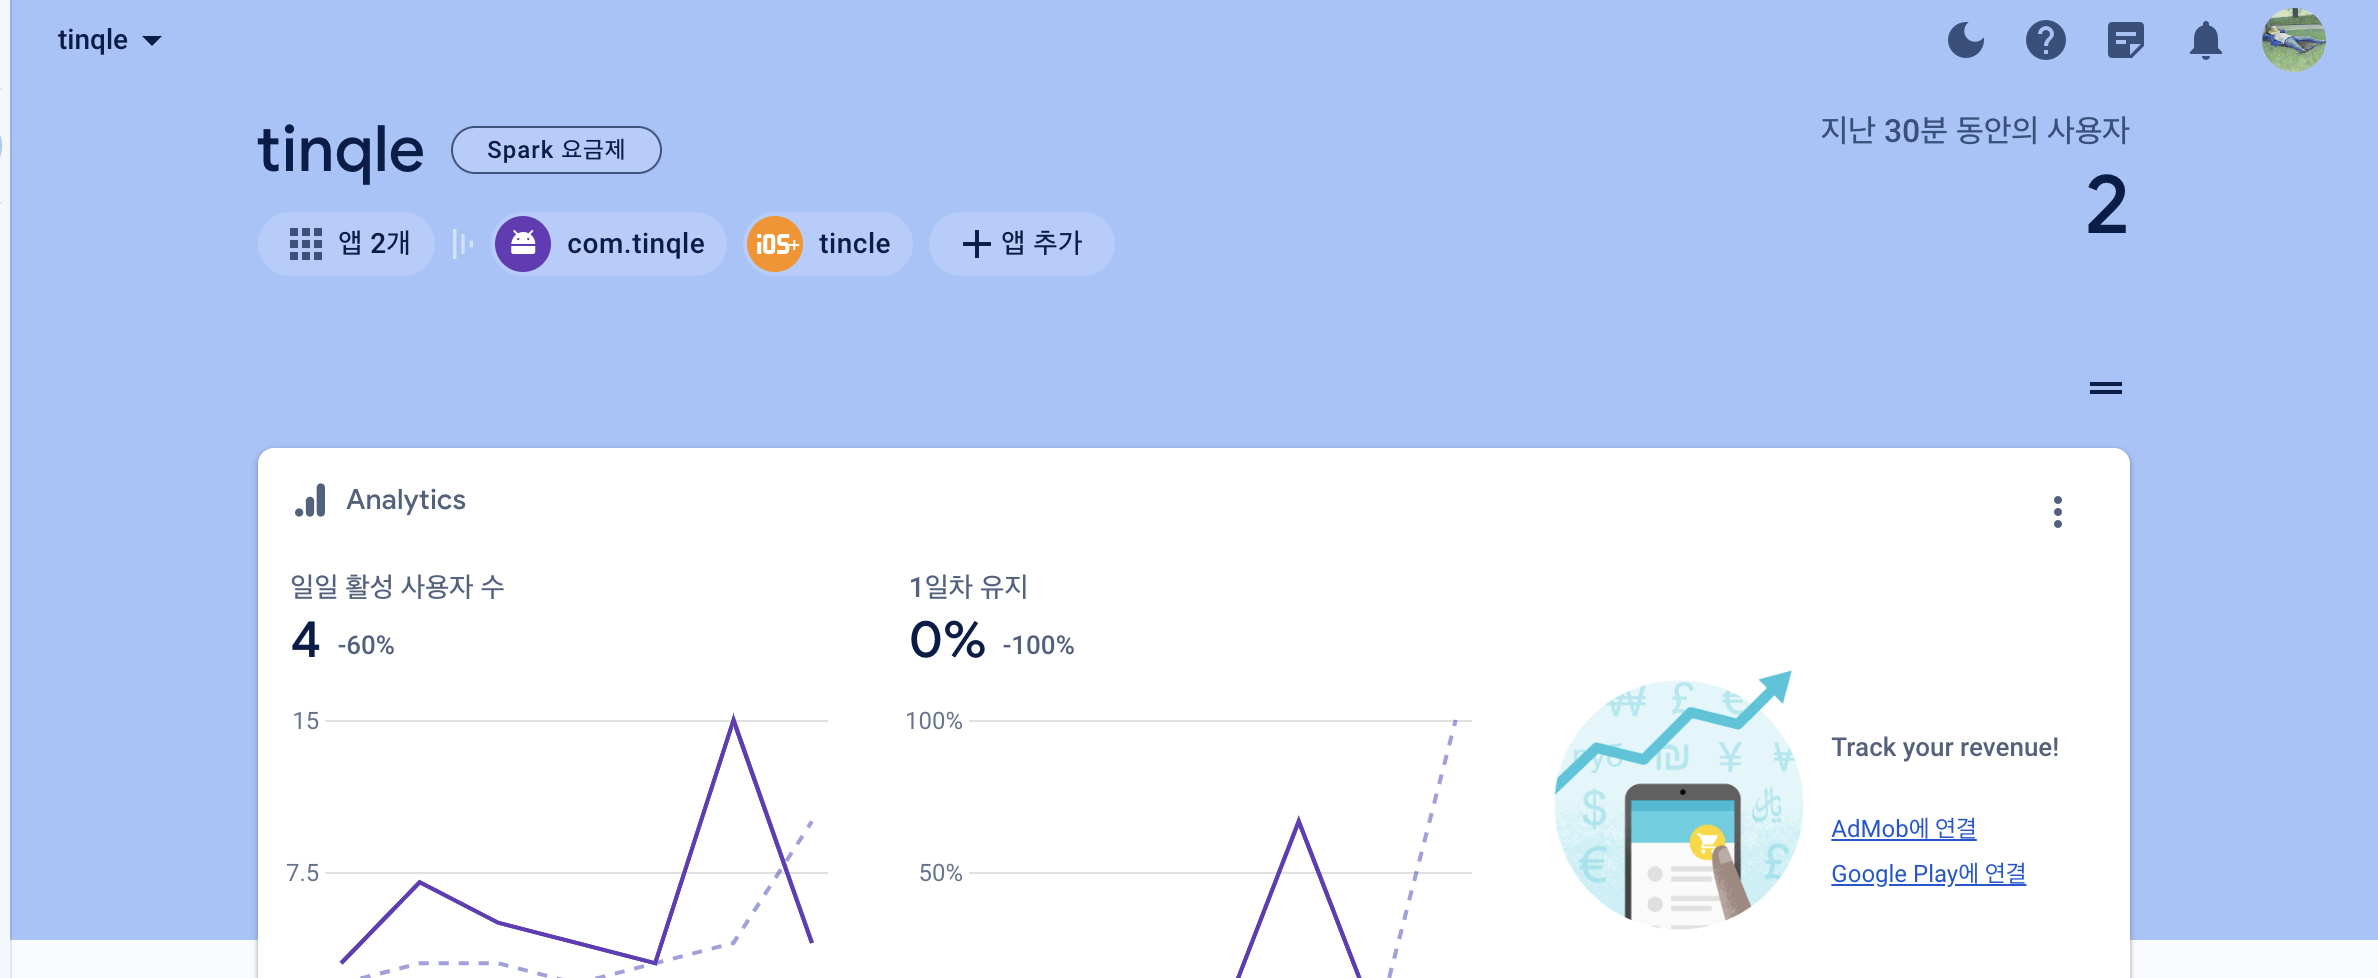 tinqle
tinqle
Spark 요금제
지난 30분 동안의 사용자
2
앱 2개
com.tinqle
iOS+
tincle
앱 추가
Analytics
일일 활성 사용자 수
4 -60%
15
7.5
1일차 유지
0% -100%
100%
50%
Track your revenue!
AdMob에 연결
Google Play에 연결